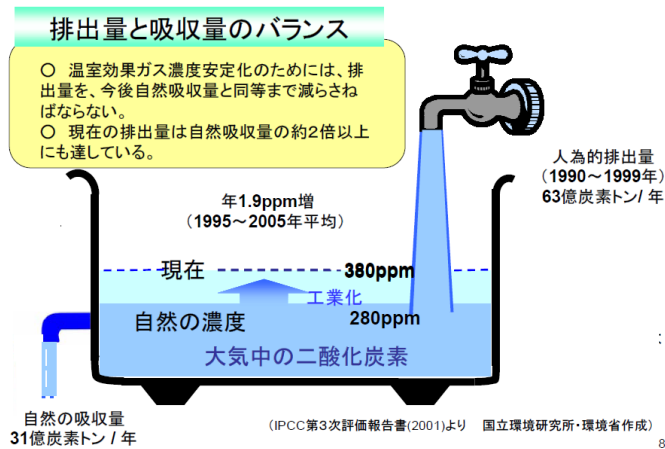 排出量と吸収量のバランス
○ 温室効果ガス濃度安定化のためには、排
出量を、今後自然吸収量と同等まで減らさね
ばならない。
○ 現在の排出量は自然吸収量の約2倍以上
にも達している。
人為的排出量
(1990～1999年)
63億炭素トン/ 年
年1.9ppm増
(1995～2005年平均)
現在 380ppm
工業化
自然の濃度 280ppm
大気中の二酸化炭素
自然の吸収量
31億炭素トン / 年
(IPCC第3次評価報告書(2001)より 国立環境研究所・環境省作成)
:
8